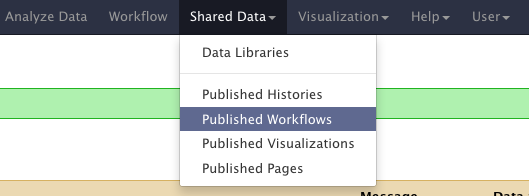 Analyze Data Workflow Shared Data Visualization Help User
Data Libraries
Published Histories
Published Workflows
Published Visualizations
Published Pages
Message Data